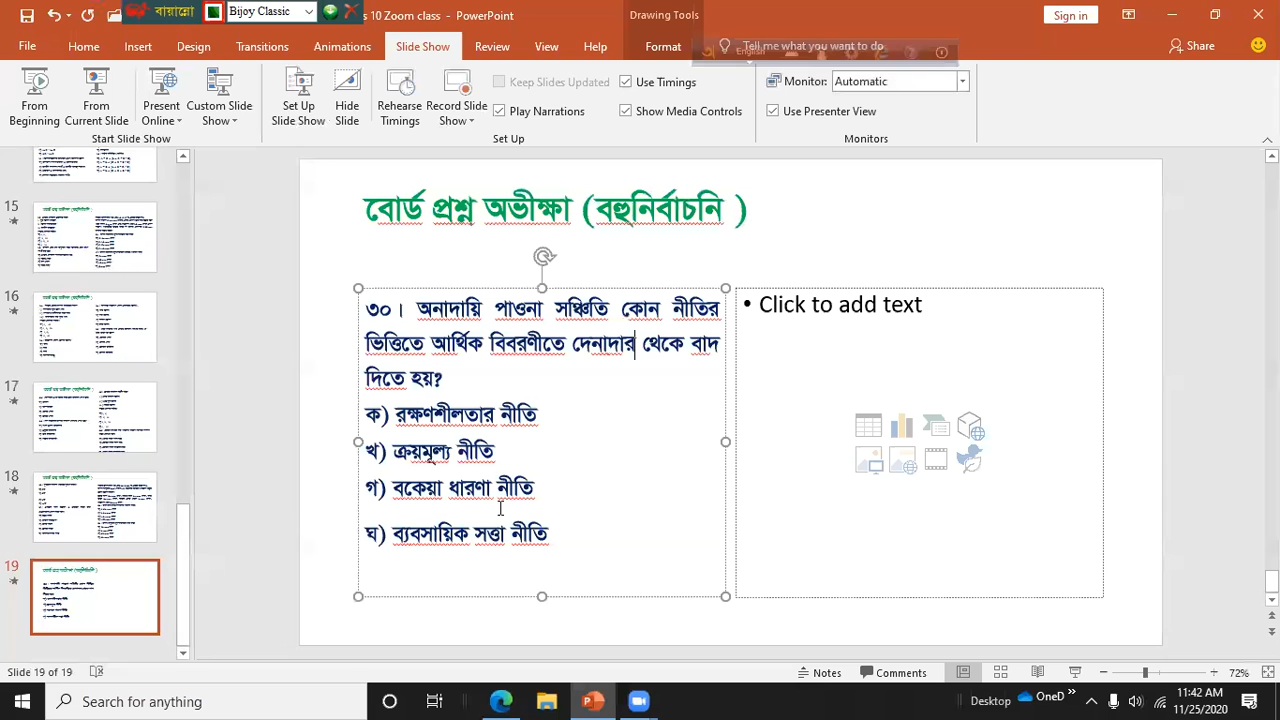 বায়ান্নো
Bijoy Classic
s 10 Zoom class - PowerPoint
Drawing Tools
Sign in
File
Home
Insert
Design
Transitions
Animations
Slide Show
Review
View
Help
Format
English
Tell me what you want to do
Share
From Beginning
From Current Slide
Present Online
Custom Slide Show
Set Up Slide Show
Hide Slide
Rehearse Timings
Record Slide Show
Keep Slides Updated
Play Narrations
Use Timings
Show Media Controls
Monitor:
Automatic
Use Presenter View
Start Slide Show
Set Up
Monitors
15
16
17
18
19
বোর্ড প্রশ্ন অভীক্ষা (বহুনির্বাচনি )
৩০। অনাদায়ি পাওনা সঞ্চিতি কোন নীতির
ভিত্তিতে আর্থিক বিবরণীতে দেনাদার থেকে বাদ
দিতে হয়?
ক) রক্ষণশীলতার নীতি
খ) ক্রয়মূল্য নীতি
গ) বকেয়া ধারণা নীতি
ঘ) ব্যবসায়িক সত্তা নীতি
• Click to add text
Slide 19 of 19
Notes
Comments
72%
Search for anything
Desktop
OneD
11:42 AM
11/25/2020